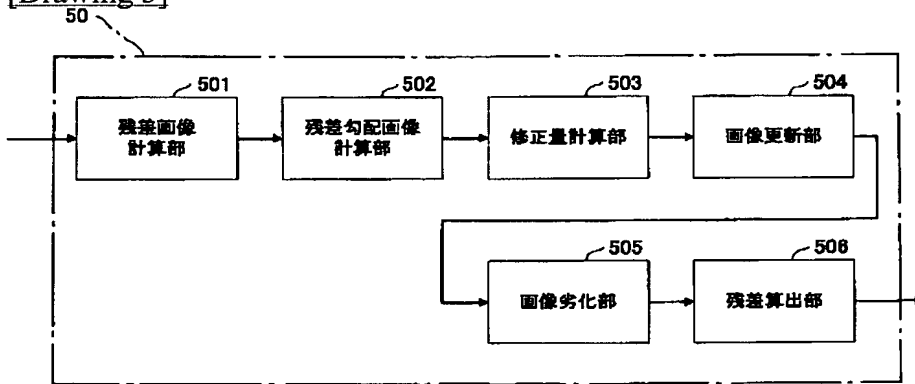 [Drawing
50
501
残差画像
計算部
502
残差勾配画像
計算部
503
修正量計算部
504
画像更新部
505
画像劣化部
506
残差算出部